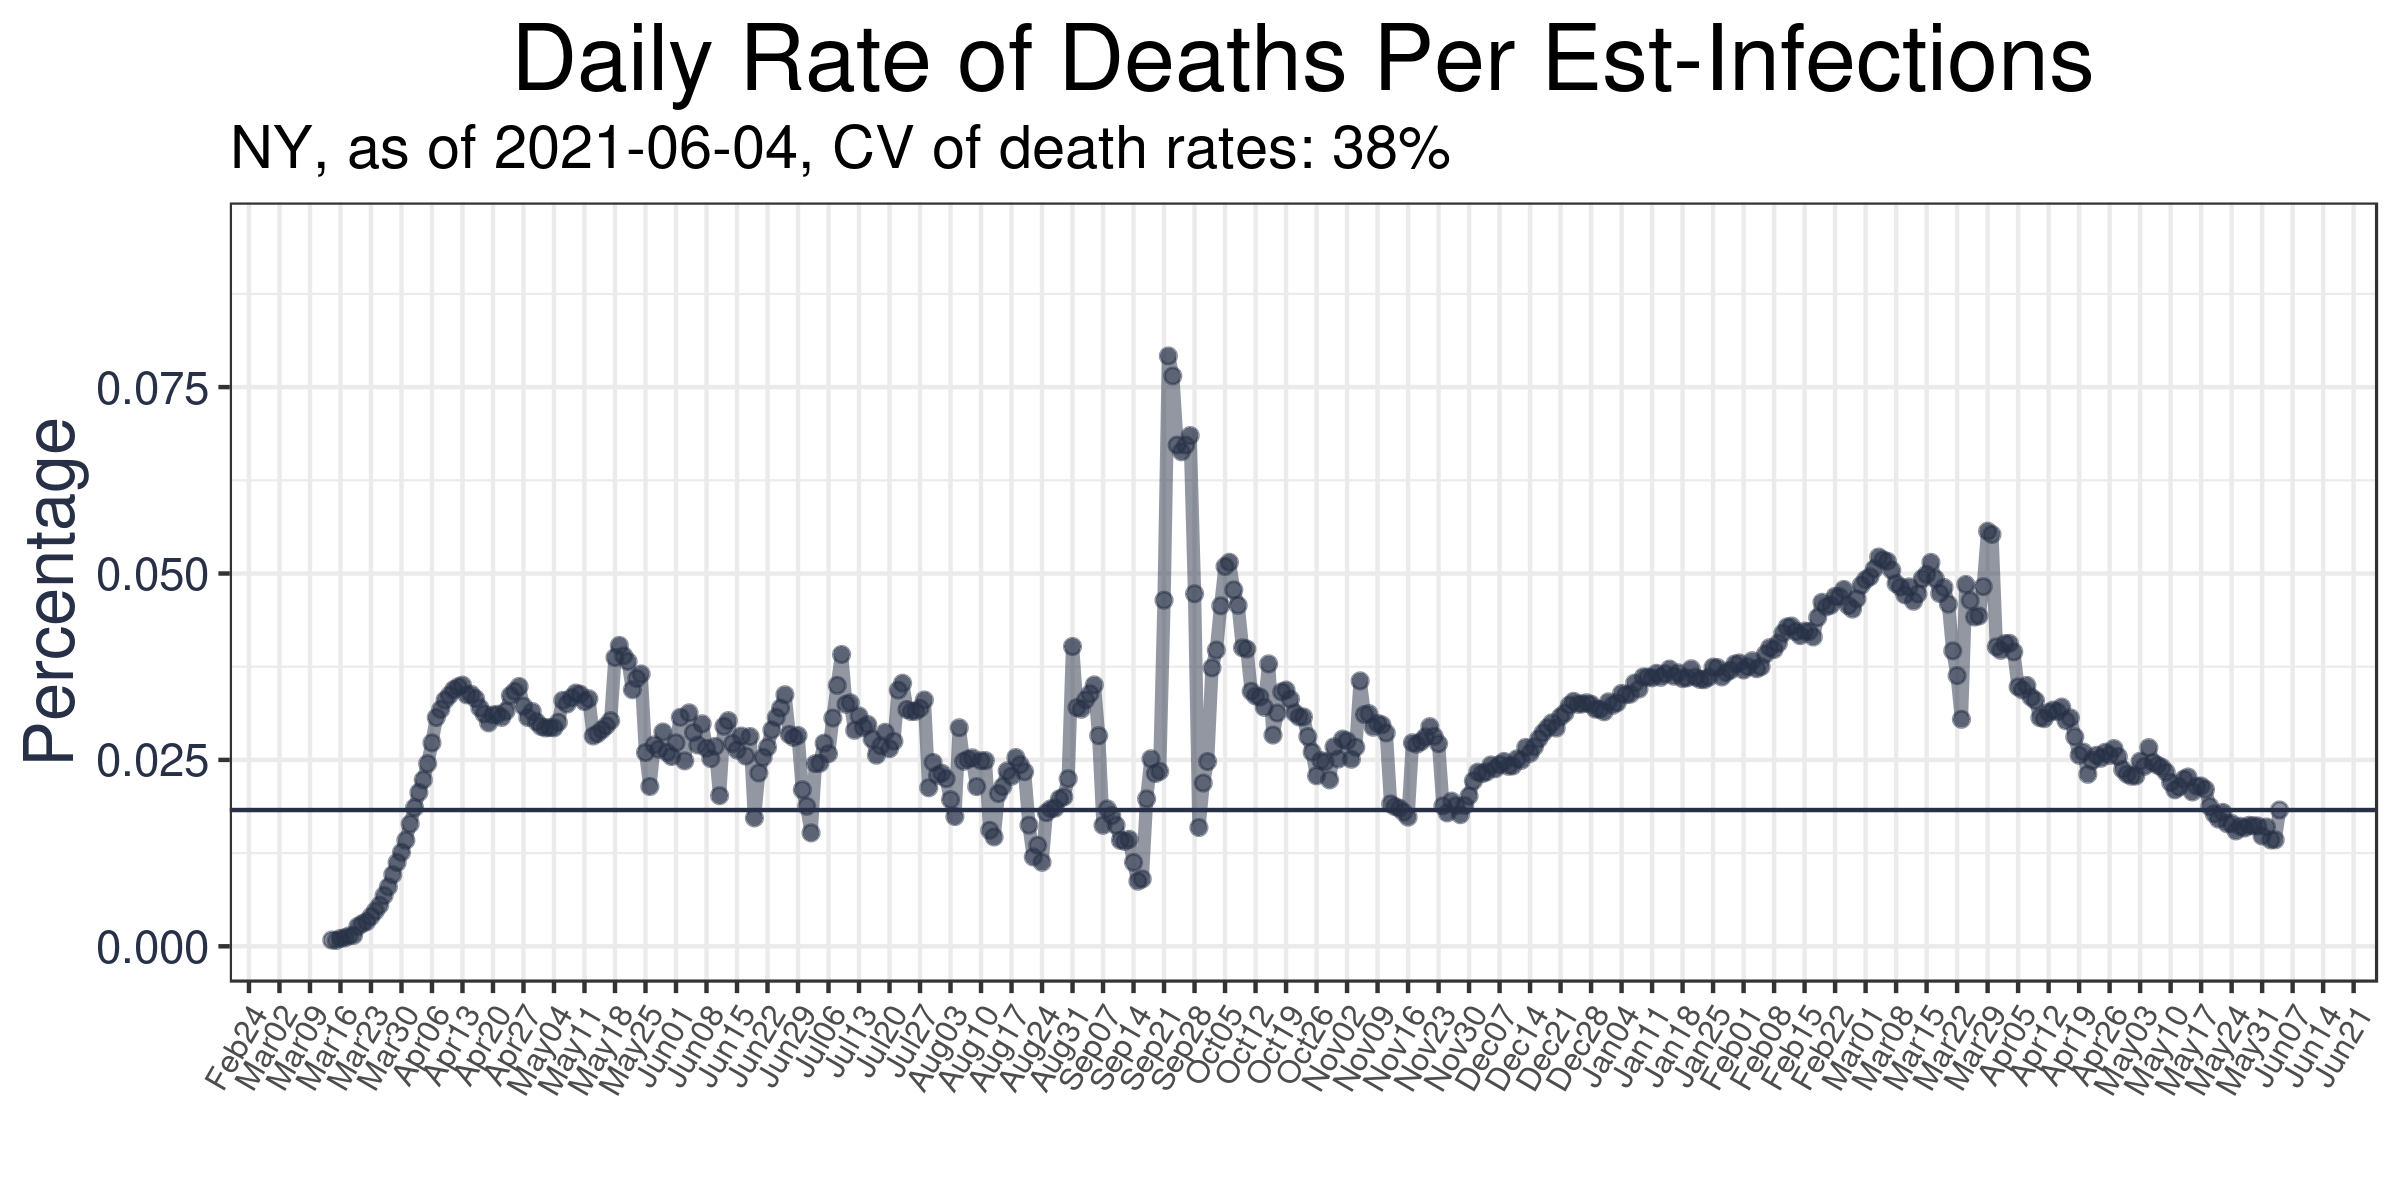 Daily Rate of Deaths Per Est-Infections
NY, as of 2021-06-04, CV of death rates: 38%
Percentage
0.075
0.050
0.025
0.000
Feb24
Mar02
Mar09
Mar16
Mar23
Mar30
Apr06
Apr13
Apr20
Apr27
May04
May11
May18
May25
Jun01
Jun08
Jun15
Jun22
Jun29
Jul06
Jul13
Jul20
Jul27
Aug03
Aug10
Aug17
Aug24
Aug31
Sep07
Sep14
Sep21
Sep28
Oct05
Oct12
Oct19
Oct26
Nov02
Nov09
Nov16
Nov23
Nov30
Dec07
Dec14
Dec21
Dec28
Jan04
Jan11
Jan18
Jan25
Feb01
Feb08
Feb15
Feb22
Mar01
Mar08
Mar15
Mar22
Mar29
Apr05
Apr12
Apr19
Apr26
May03
May10
May17
May24
May31
Jun07
Jun14
Jun21